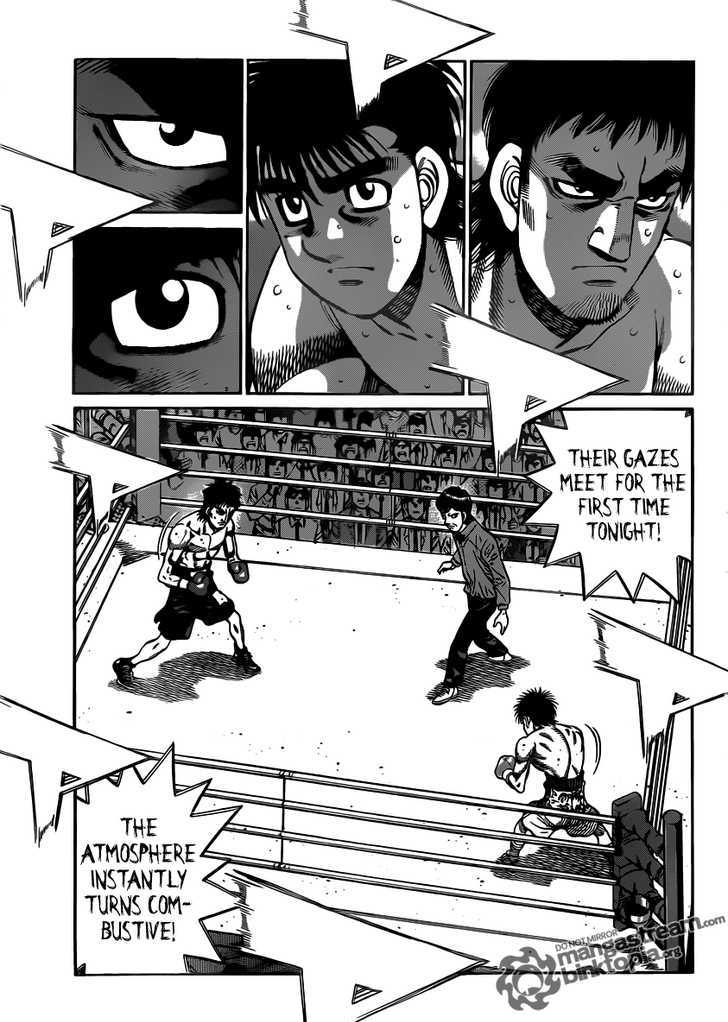 THEIR GAZES
MEET FOR THE
FIRST TIME
TONIGHT!
THE
ATMOSPHERE
INSTANTLY
TURNS COM-
BUSTIVE!
DO NOT MIRROR
mangastream.com
binktopia.org